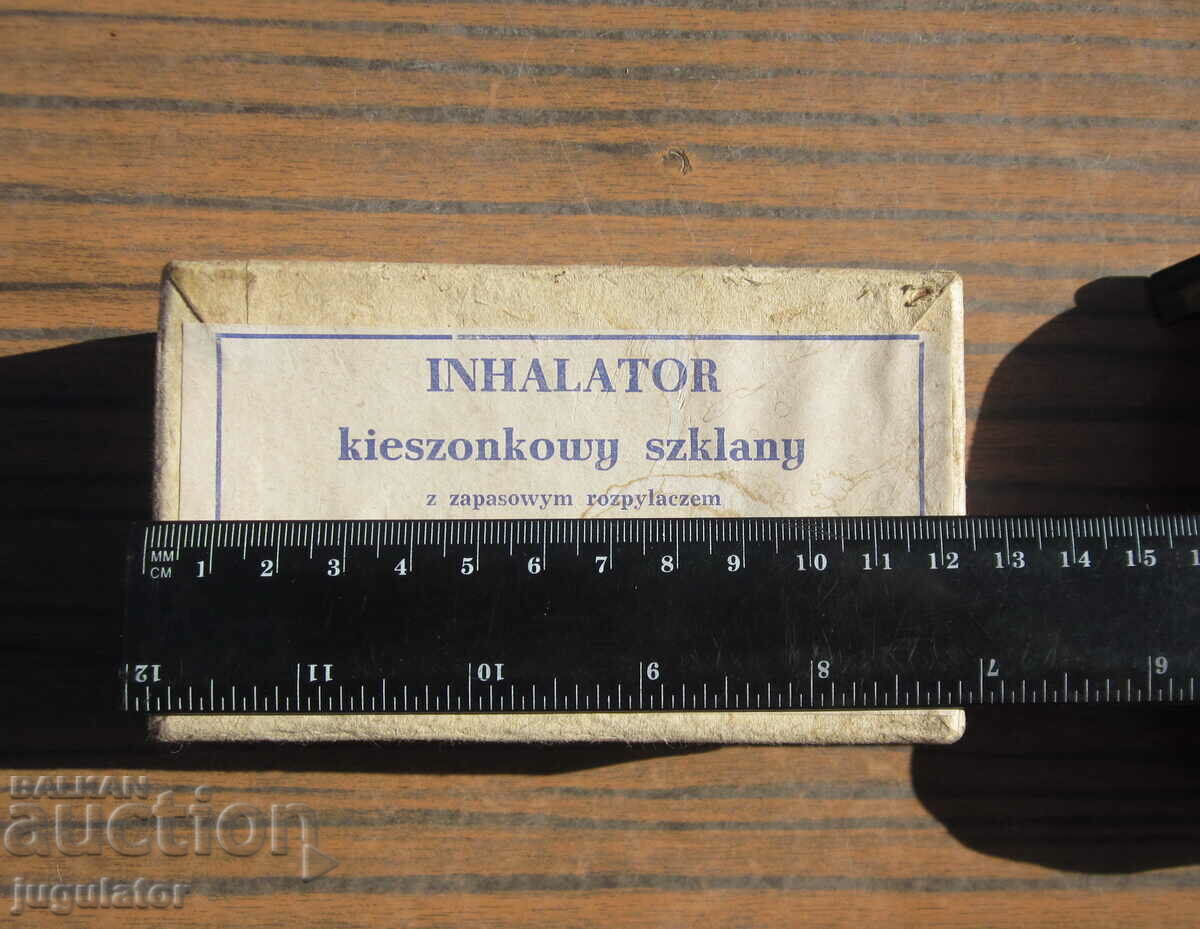 INHALATOR
kieszonkowy szklany
z zapasowym rozpylaczem
MM
CM 1 2 3 4 5 6 7 8 9 10 11 12 13 14 15 1
12 11 10 9 8 7 6
BALKAN
auction
jugulator